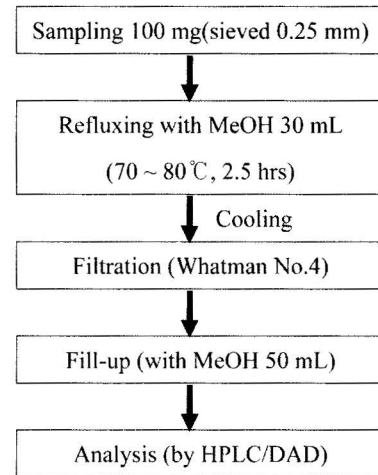 Sampling 100 mg(sieved 0.25 mm)
Refluxing with MeOH 30 mL
(70 ~ 80℃, 2.5 hrs)
Cooling
Filtration (Whatman No.4)
Fill-up (with MeOH 50 mL)
Analysis (by HPLC/DAD)